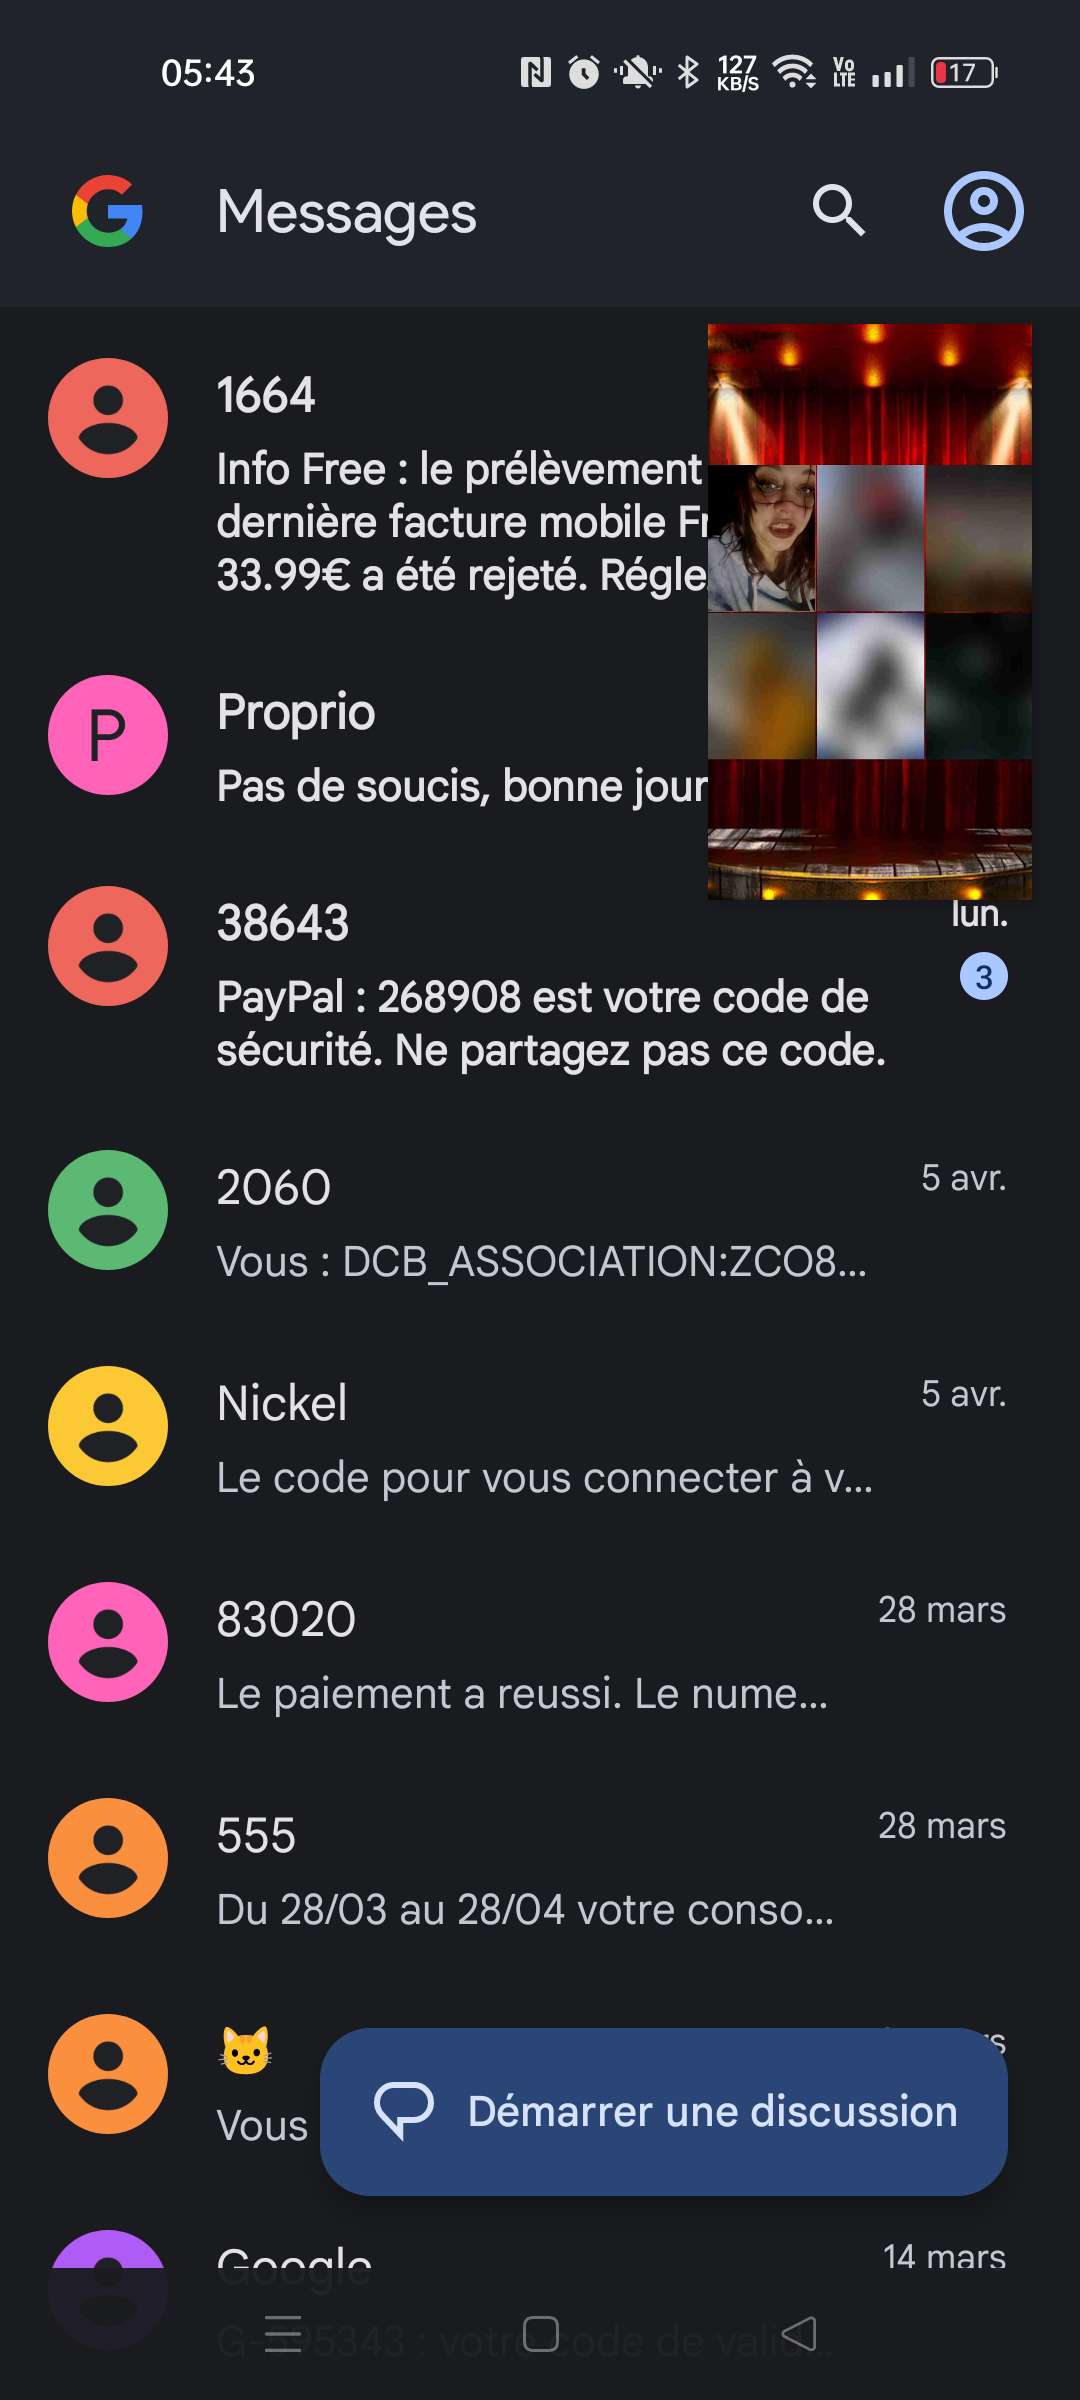 05:43
127
KB/S
Vo
LTE
17
Messages
1664
Info Free : le prélèvement
dernière facture mobile Fr
33.99€ a été rejeté. Régle
P
Proprio
Pas de soucis, bonne jour
38643
lun.
PayPal : 268908 est votre code de
sécurité. Ne partagez pas ce code.
3
2060
5 avr.
Vous : DCB_ASSOCIATION:ZCO8...
Nickel
5 avr.
Le code pour vous connecter à v...
83020
28 mars
Le paiement a reussi. Le nume...
555
28 mars
Du 28/03 au 28/04 votre conso...
Vous
Démarrer une discussion
Google
14 mars
votre code de valid...